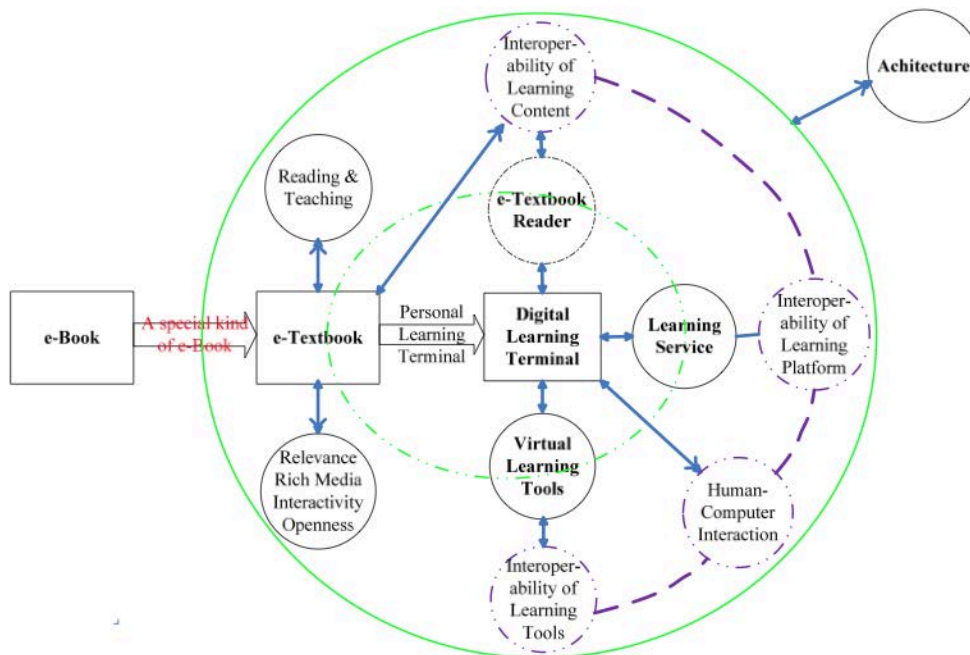 Interoper-
ability of
Learning
Content
Achitecture
Reading &
Teaching
e-Textbook
Reader
e-Book
A special kind
of e-Book
e-Textbook
Personal
Learning
Terminal
Digital
Learning
Terminal
Learning
Service
Interoper-
ability of
Learning
Platform
Relevance
Rich Media
Interactivity
Openness
Virtual
Learning
Tools
Human-
Computer
Interaction
Interoper-
ability of
Learning
Tools